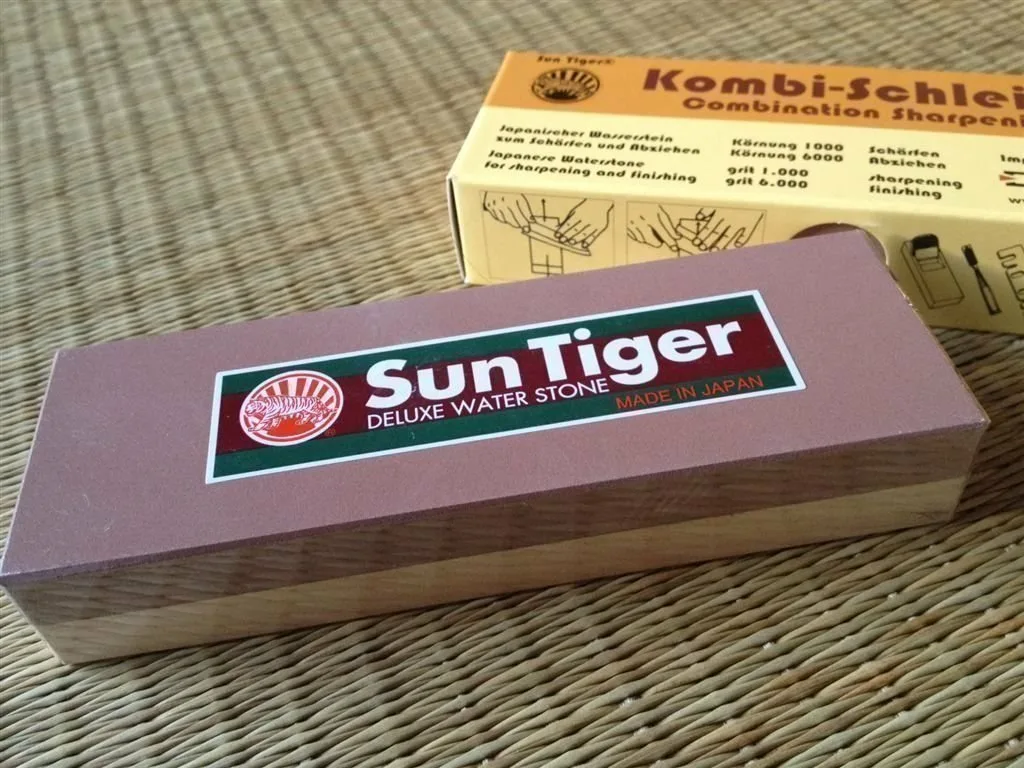 Sun Tiger®
Kombi-Schlei
Combination Sharpeni
Japanischer Wasserstein
zum Schärfen und Abziehen
Japanese Waterstone
for sharpening and finishing
Körnung 1000
Körnung 6000
grit 1.000
grit 6.000
Schärfen
Abziehen
sharpening
finishing
Imp
Sun Tiger
DELUXE WATER STONE
MADE IN JAPAN